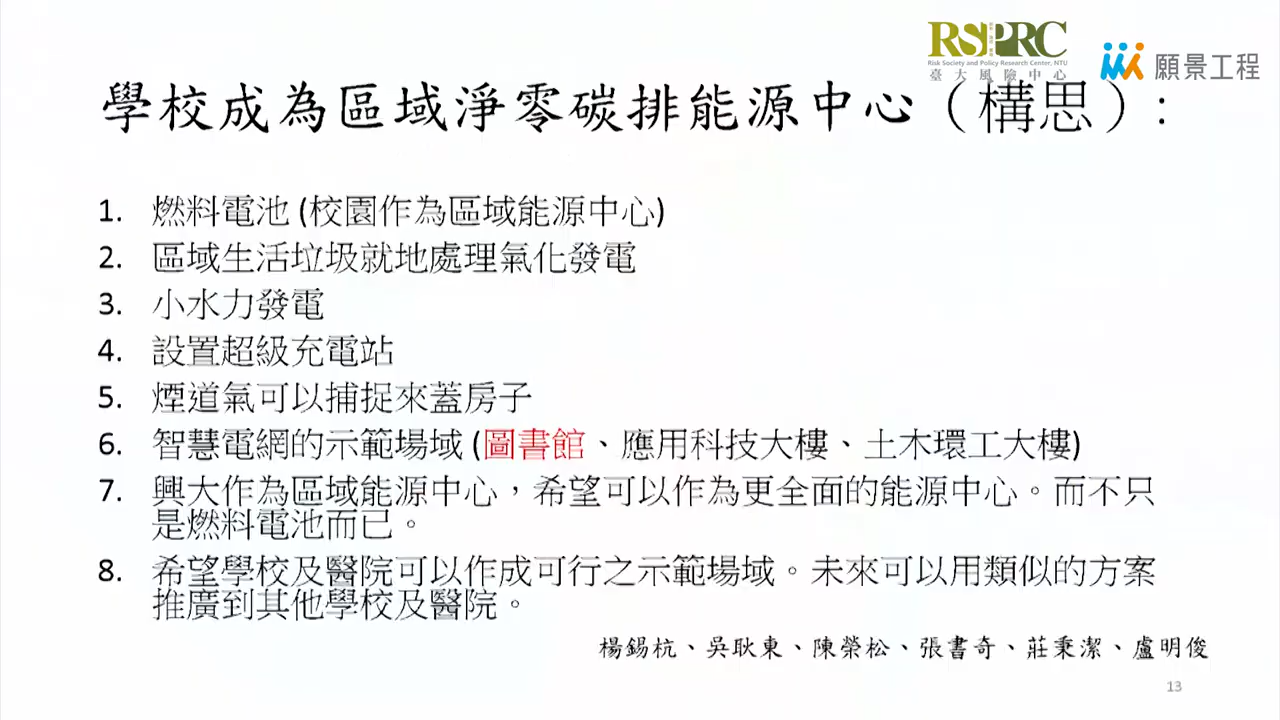 RSPRC
Risk Society and Policy Research Center, NTU
臺大風險中心
願景工程
學校成為區域淨零碳排能源中心（構思）:
1. 燃料電池 (校園作為區域能源中心)
2. 區域生活垃圾就地處理氣化發電
3. 小水力發電
4. 設置超級充電站
5. 煙道氣可以捕捉來蓋房子
6. 智慧電網的示範場域 (圖書館、應用科技大樓、土木環工大樓)
7. 興大作為區域能源中心，希望可以作為更全面的能源中心。而不只
是燃料電池而已。
8. 希望學校及醫院可以作成可行之示範場域。未來可以用類似的方案
推廣到其他學校及醫院。
楊錫杭、吳耿東、陳榮松、張書奇、莊秉潔、盧明俊
13